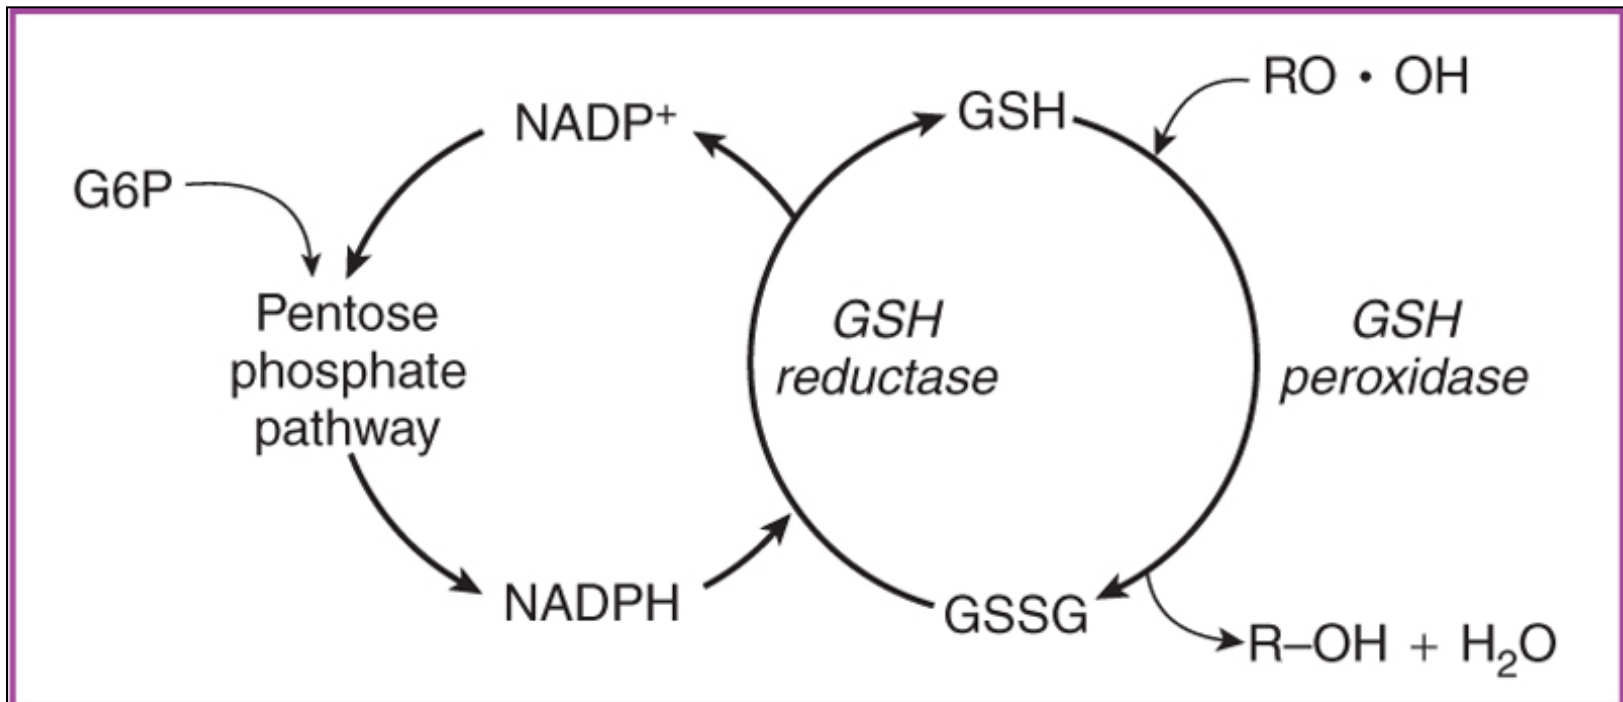 RO • OH
NADP⁺
GSH
G6P
Pentose
phosphate
pathway
GSH
reductase
GSH
peroxidase
NADPH
GSSG
R–OH + H₂O